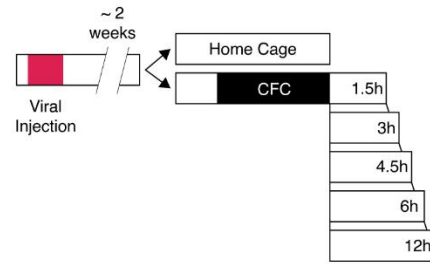 ~ 2
weeks
Viral
Injection
Home Cage
CFC
1.5h
3h
4.5h
6h
12h